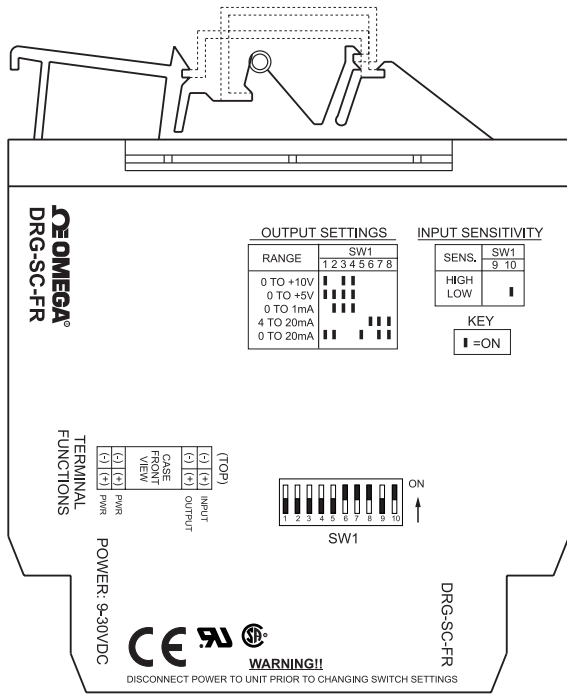 Ω OMEGA®
DRG-SC-FR
OUTPUT SETTINGS
RANGE SW1
1 2 3 4 5 6 7 8
0 TO +10V
0 TO +5V
0 TO 1mA
4 TO 20mA
0 TO 20mA
INPUT SENSITIVITY
SENS. SW1
9 10
HIGH
LOW
KEY
=ON
TERMINAL
FUNCTIONS
(TOP)
(-) (+) INPUT
(-) (+) OUTPUT
CASE
FRONT
VIEW
(-) (+) PWR
(-) (+) PWR
ON
1 2 3 4 5 6 7 8 9 10
SW1
POWER: 9-30VDC
DRG-SC-FR
CE RU SA®
WARNING!!
DISCONNECT POWER TO UNIT PRIOR TO CHANGING SWITCH SETTINGS